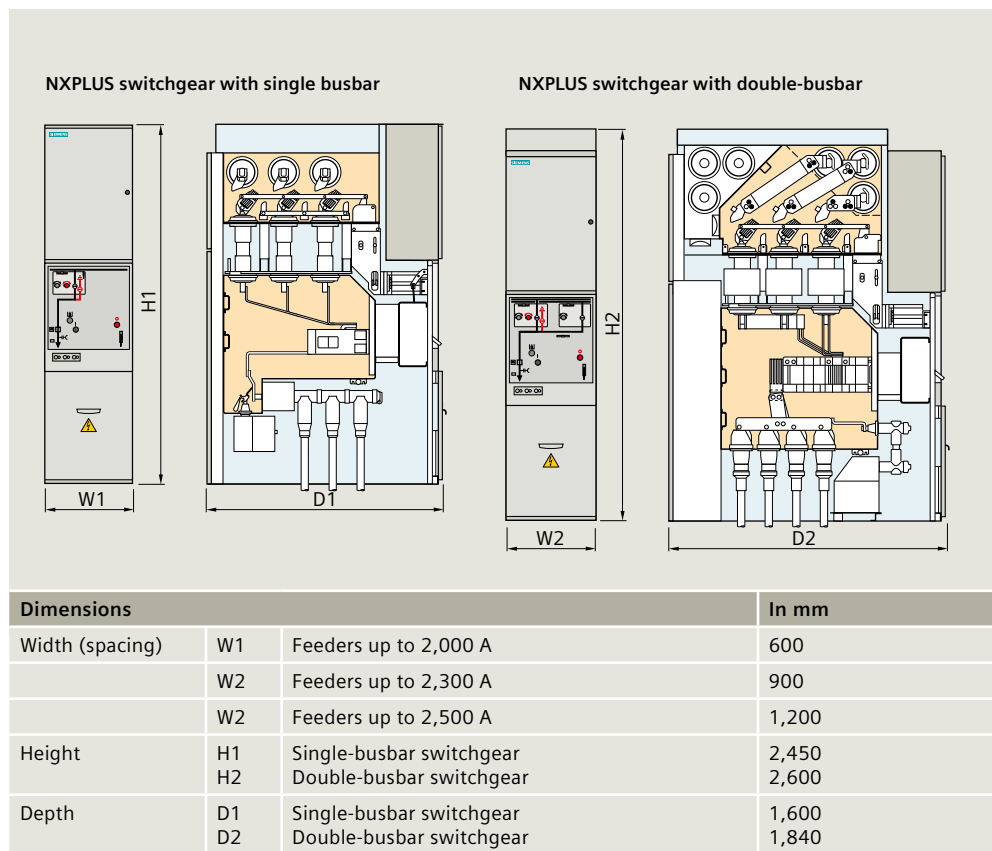 NXPLUS switchgear with single busbar
NXPLUS switchgear with double-busbar
SIEMENS
SIEMENS
H1
H2
W1
D1
W2
D2
Dimensions In mm
Width (spacing) W1 Feeders up to 2,000 A 600
W2 Feeders up to 2,300 A 900
W2 Feeders up to 2,500 A 1,200
Height H1 Single-busbar switchgear 2,450
H2 Double-busbar switchgear 2,600
Depth D1 Single-busbar switchgear 1,600
D2 Double-busbar switchgear 1,840